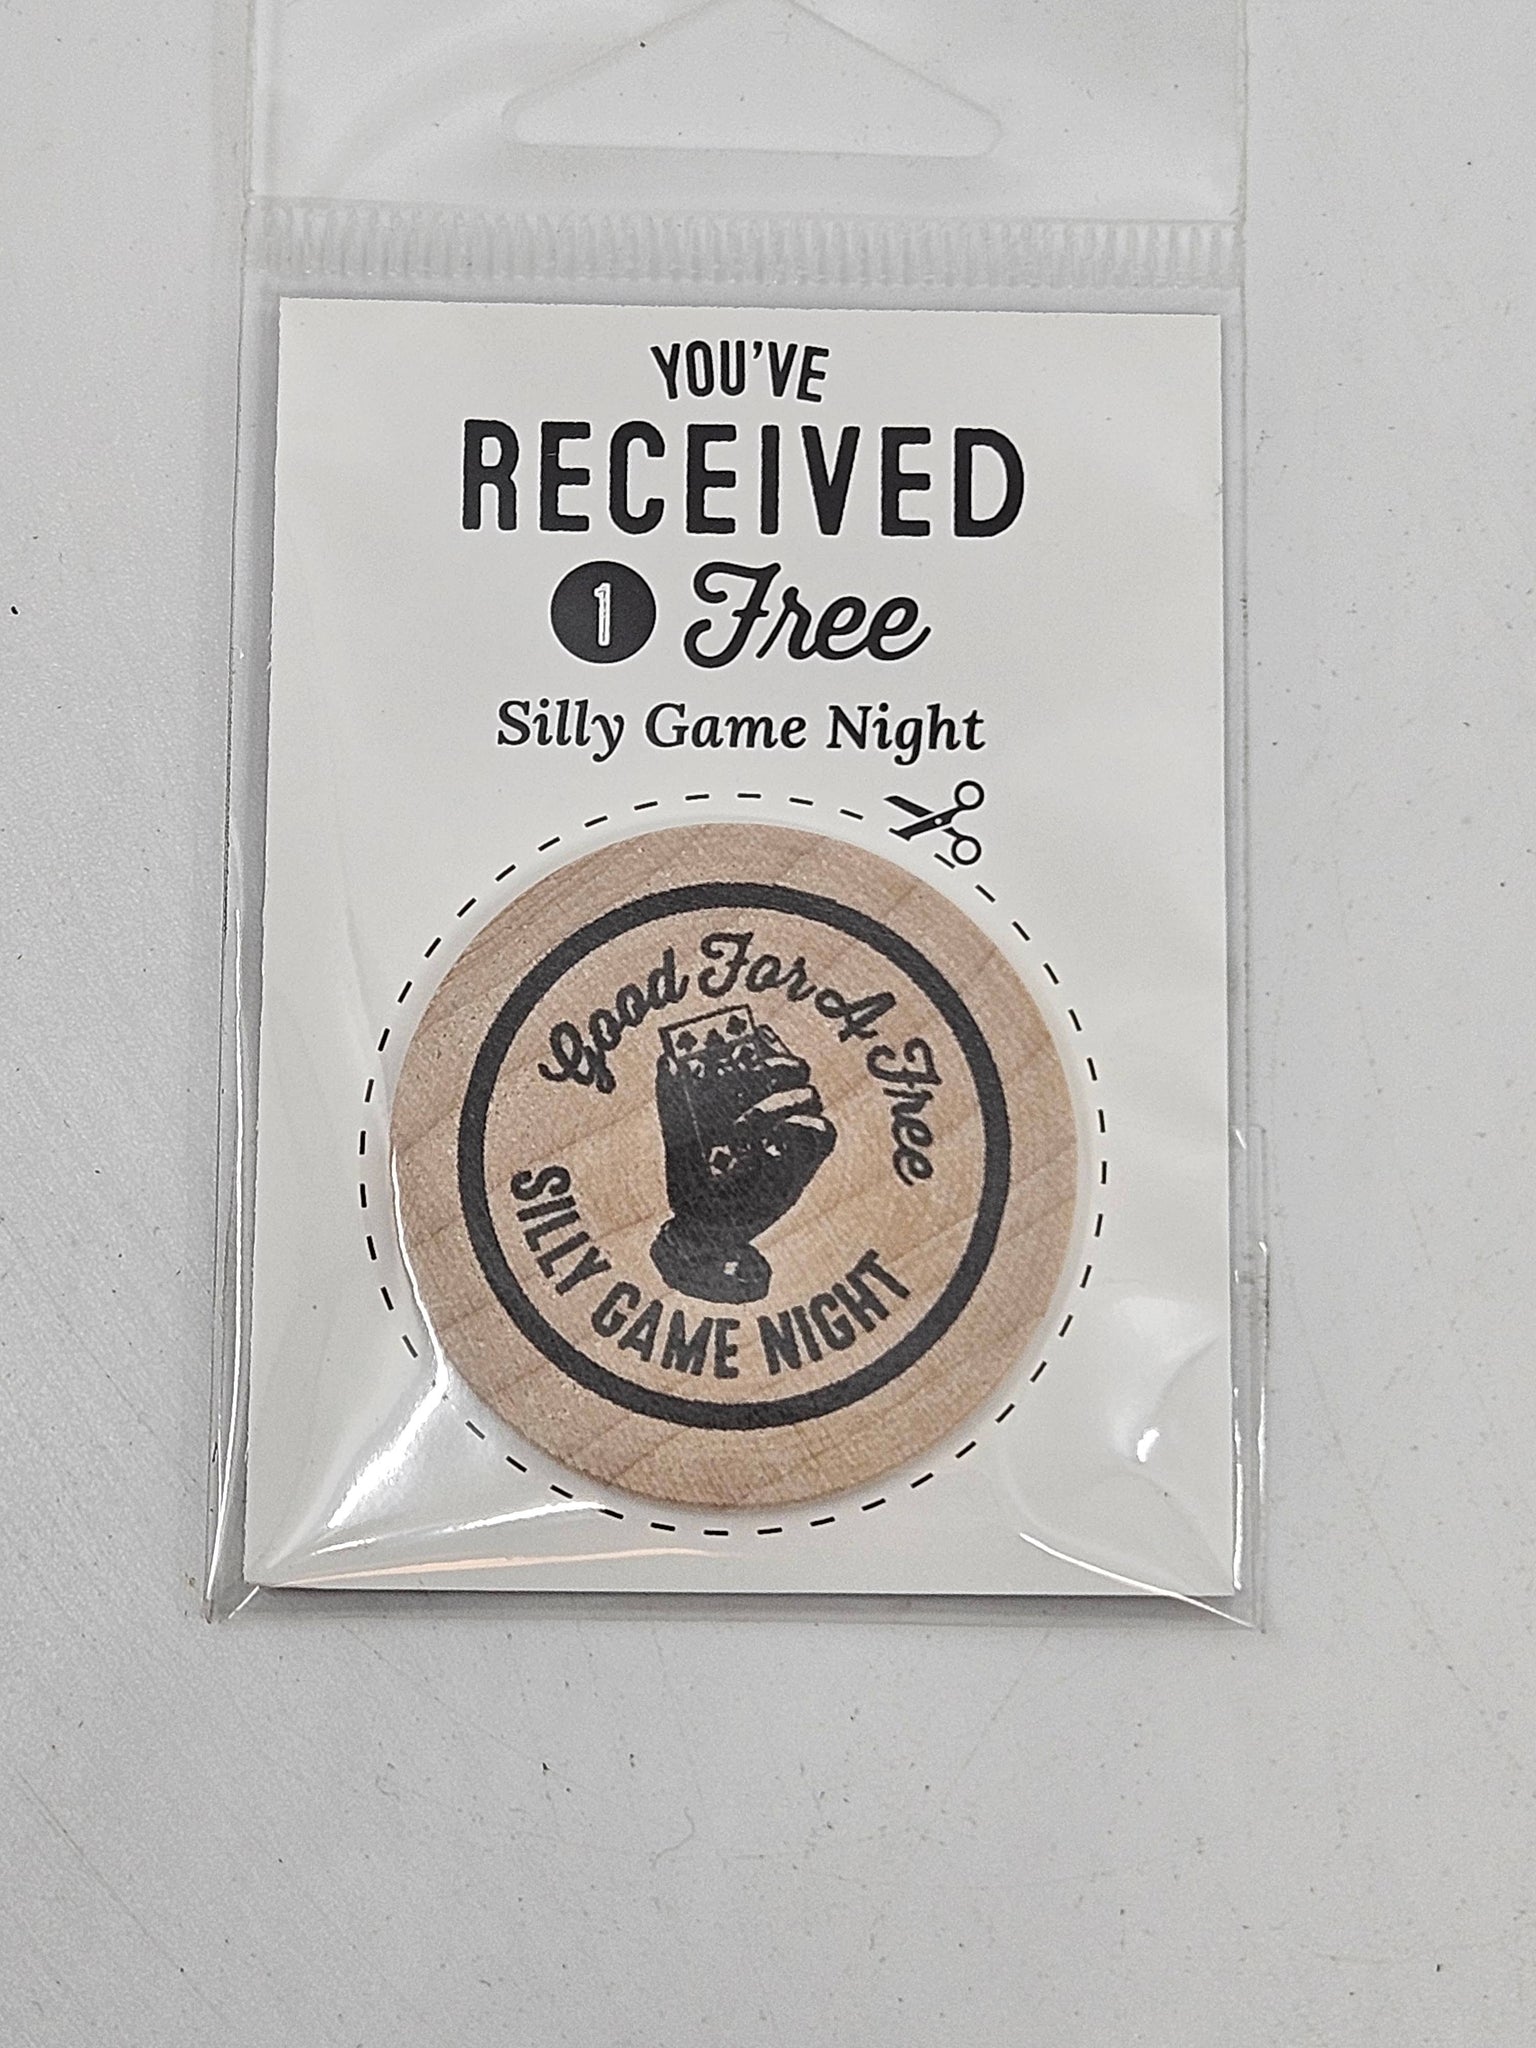 YOU'VE
RECEIVED
1 Free
Silly Game Night
Good For A Free
SILLY GAME NIGHT